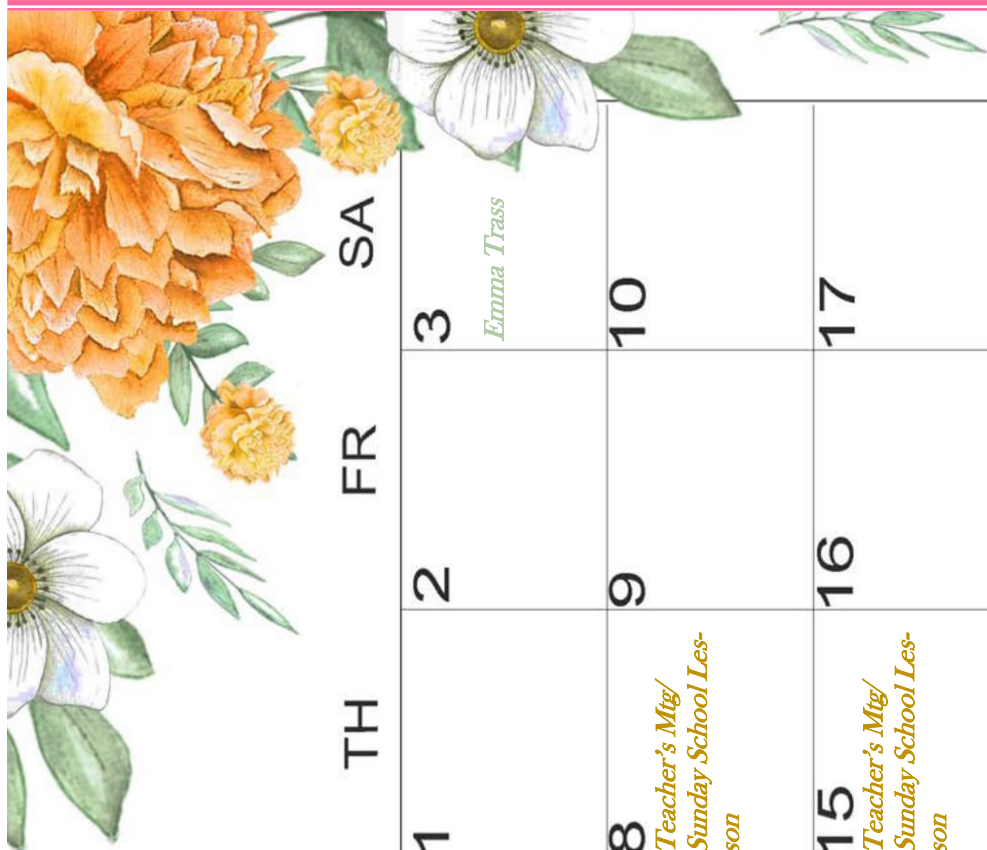 TH
FR
SA
1
2
3
Emma Trass
8
Teacher's Mtg/
Sunday School Les-
son
9
10
15
Teacher's Mtg/
Sunday School Les-
son
16
17